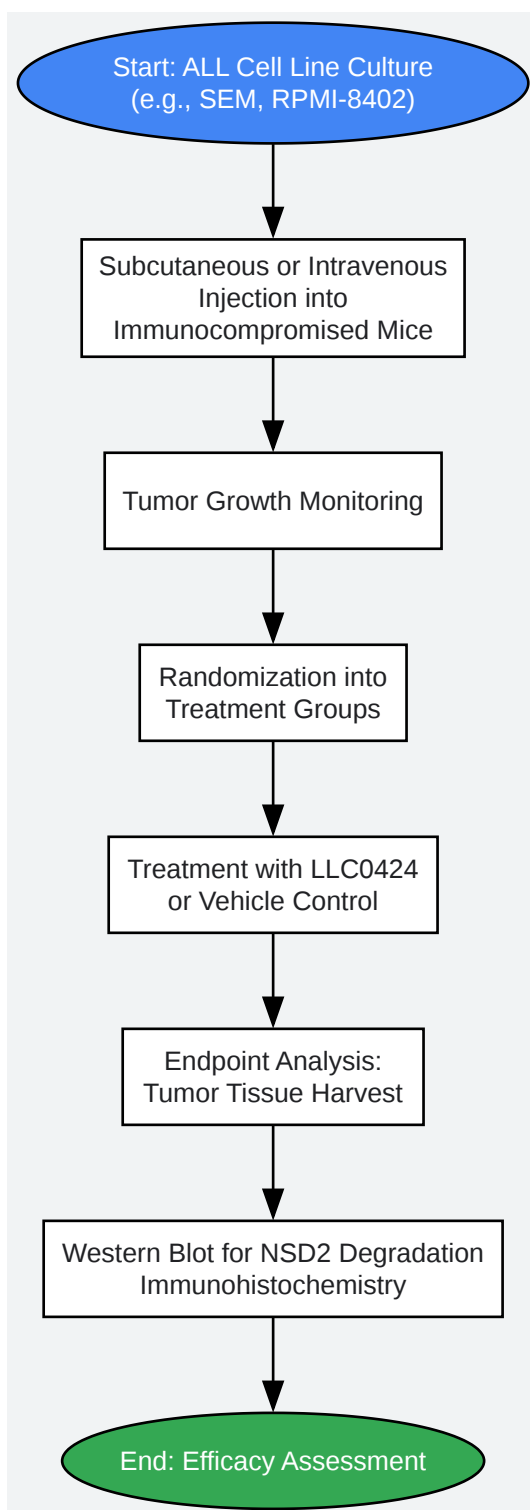 Start: ALL Cell Line Culture
(e.g., SEM, RPMI-8402)
Subcutaneous or Intravenous
Injection into
Immunocompromised Mice
Tumor Growth Monitoring
Randomization into
Treatment Groups
Treatment with LLC0424
or Vehicle Control
Endpoint Analysis:
Tumor Tissue Harvest
Western Blot for NSD2 Degradation
Immunohistochemistry
End: Efficacy Assessment